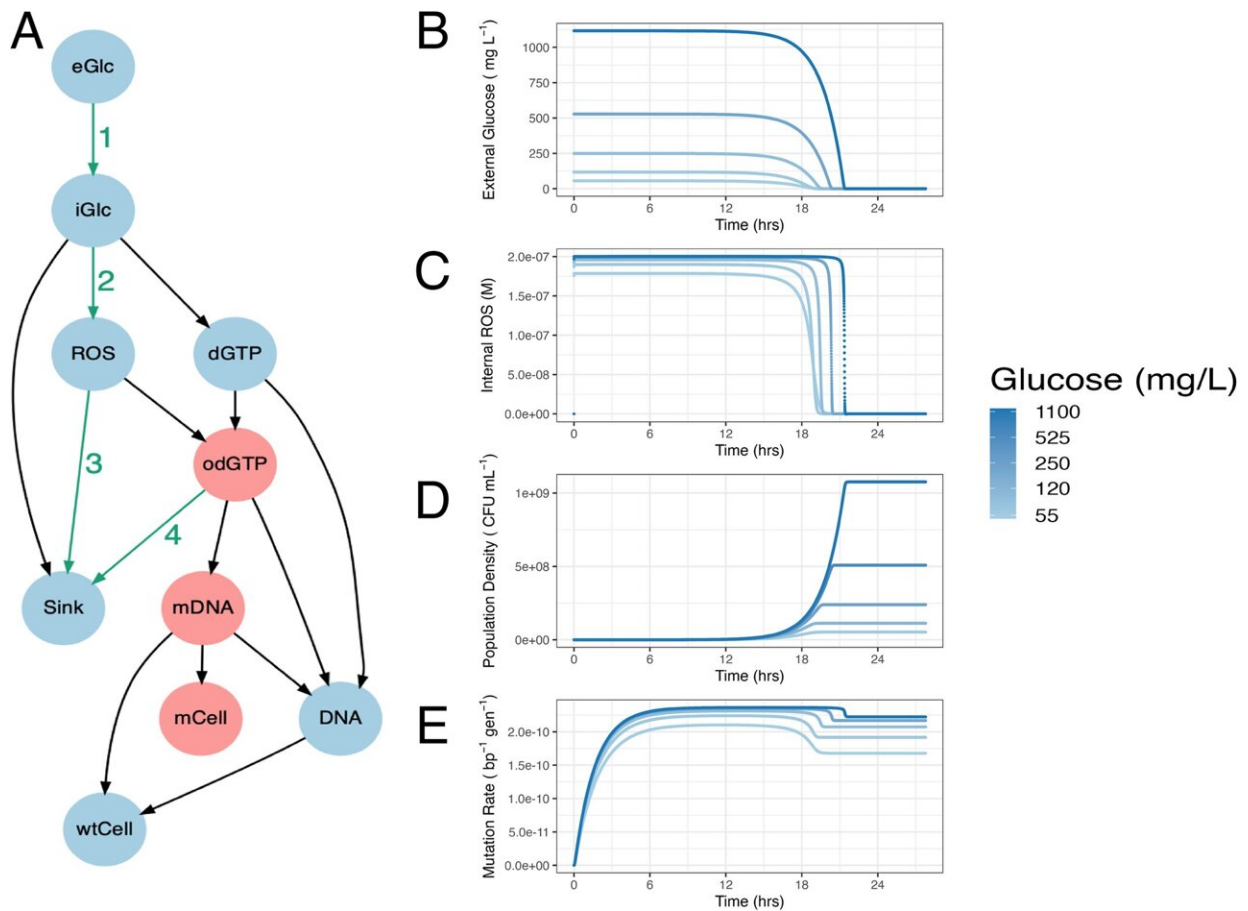 A
eGlc
1
iGlc
2
ROS
dGTP
odGTP
3
4
Sink
mDNA
mCell
DNA
wtCell
B
External Glucose ( mg L⁻¹)
1000
750
500
250
0
0 6 12 18 24
Time (hrs)
C
Internal ROS (M)
2.0e-07
1.5e-07
1.0e-07
5.0e-08
0.0e+00
0 6 12 18 24
Time (hrs)
D
Population Density ( CFU mL⁻¹)
1e+09
5e+08
0e+00
0 6 12 18 24
Time (hrs)
E
Mutation Rate ( bp⁻¹ gen⁻¹)
2.0e-10
1.5e-10
1.0e-10
5.0e-11
0.0e+00
0 6 12 18 24
Time (hrs)
Glucose (mg/L)
1100
525
250
120
55